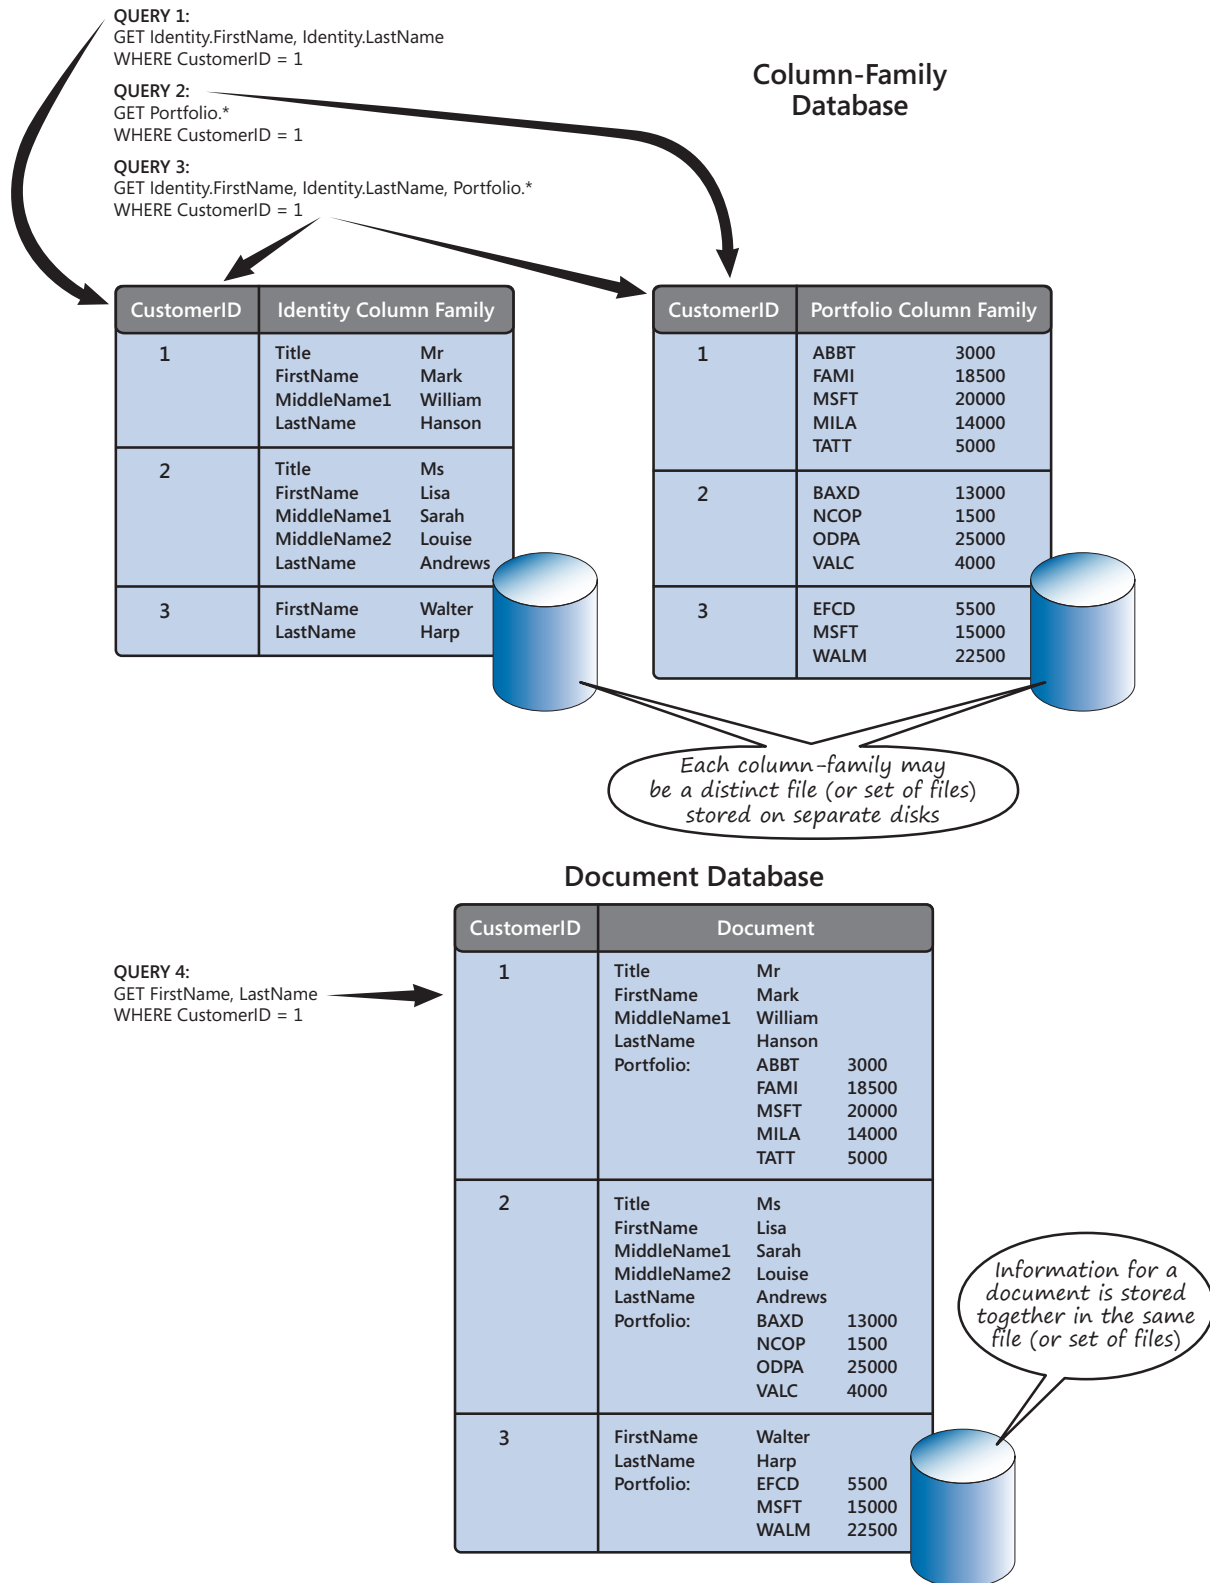 QUERY 1:
GET Identity.FirstName, Identity.LastName
WHERE CustomerID = 1
QUERY 2:
GET Portfolio.*
WHERE CustomerID = 1
QUERY 3:
GET Identity.FirstName, Identity.LastName, Portfolio.*
WHERE CustomerID = 1
Column-Family
Database
CustomerID Identity Column Family
1 Title Mr
FirstName Mark
MiddleName1 William
LastName Hanson
2 Title Ms
FirstName Lisa
MiddleName1 Sarah
MiddleName2 Louise
LastName Andrews
3 FirstName Walter
LastName Harp
CustomerID Portfolio Column Family
1 ABBT 3000
FAMI 18500
MSFT 20000
MILA 14000
TATT 5000
2 BAXD 13000
NCOP 1500
ODPA 25000
VALC 4000
3 EFCD 5500
MSFT 15000
WALM 22500
Each column-family may
be a distinct file (or set of files)
stored on separate disks
Document Database
QUERY 4:
GET FirstName, LastName
WHERE CustomerID = 1
CustomerID Document
1 Title Mr
FirstName Mark
MiddleName1 William
LastName Hanson
Portfolio: ABBT 3000
FAMI 18500
MSFT 20000
MILA 14000
TATT 5000
2 Title Ms
FirstName Lisa
MiddleName1 Sarah
MiddleName2 Louise
LastName Andrews
Portfolio: BAXD 13000
NCOP 1500
ODPA 25000
VALC 4000
3 FirstName Walter
LastName Harp
Portfolio: EFCD 5500
MSFT 15000
WALM 22500
Information for a
document is stored
together in the same
file (or set of files)